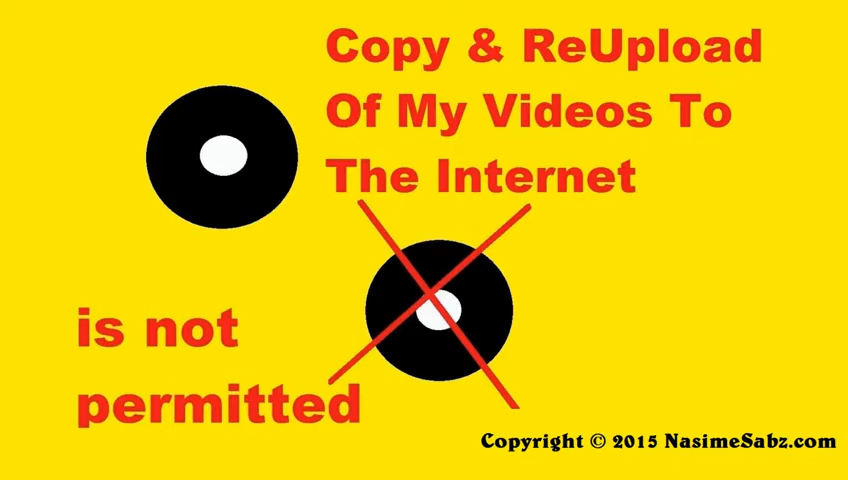 Copy & ReUpload
Of My Videos To
The Internet
is not
permitted
Copyright © 2015 NasimeSabz.com